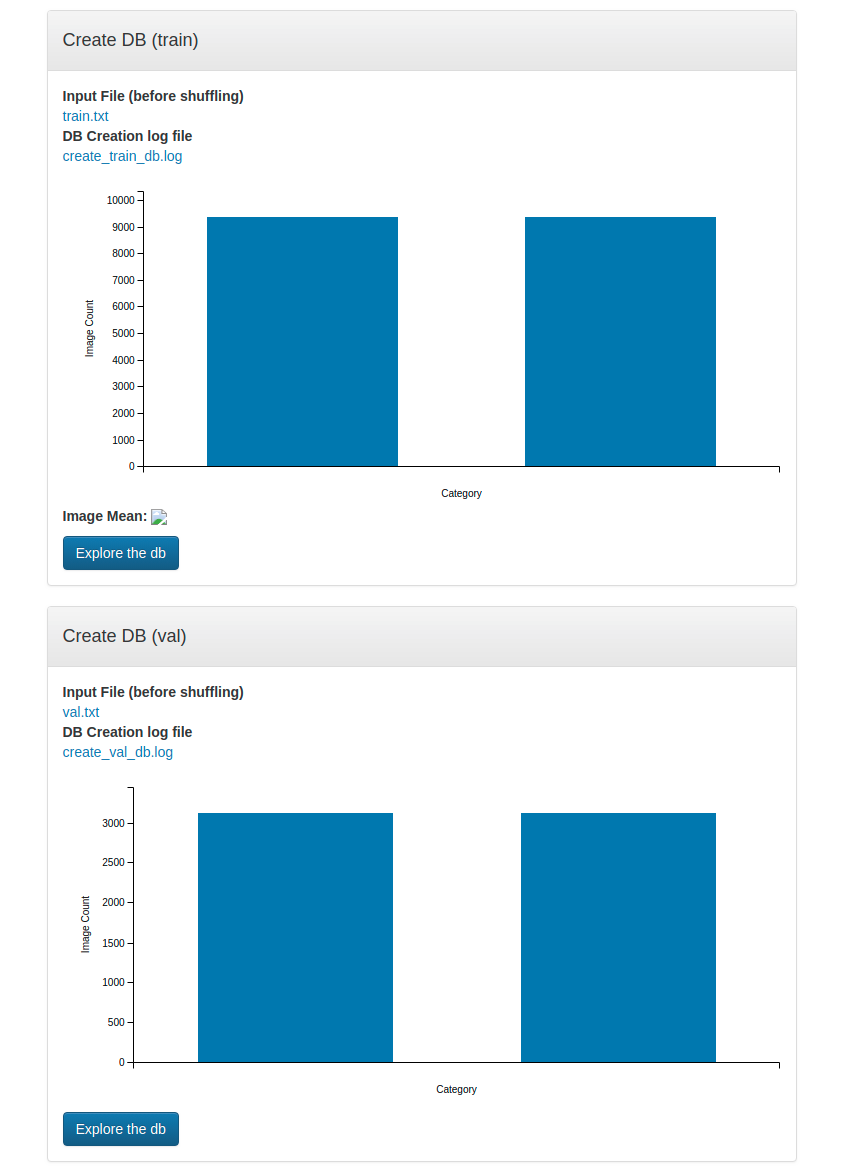 Create DB (train)
Input File (before shuffling)
train.txt
DB Creation log file
create_train_db.log
10000
9000
8000
7000
6000
5000
4000
3000
2000
1000
0
Image Count
Category
Image Mean:
Explore the db
Create DB (val)
Input File (before shuffling)
val.txt
DB Creation log file
create_val_db.log
3000
2500
2000
1500
1000
500
0
Image Count
Category
Explore the db